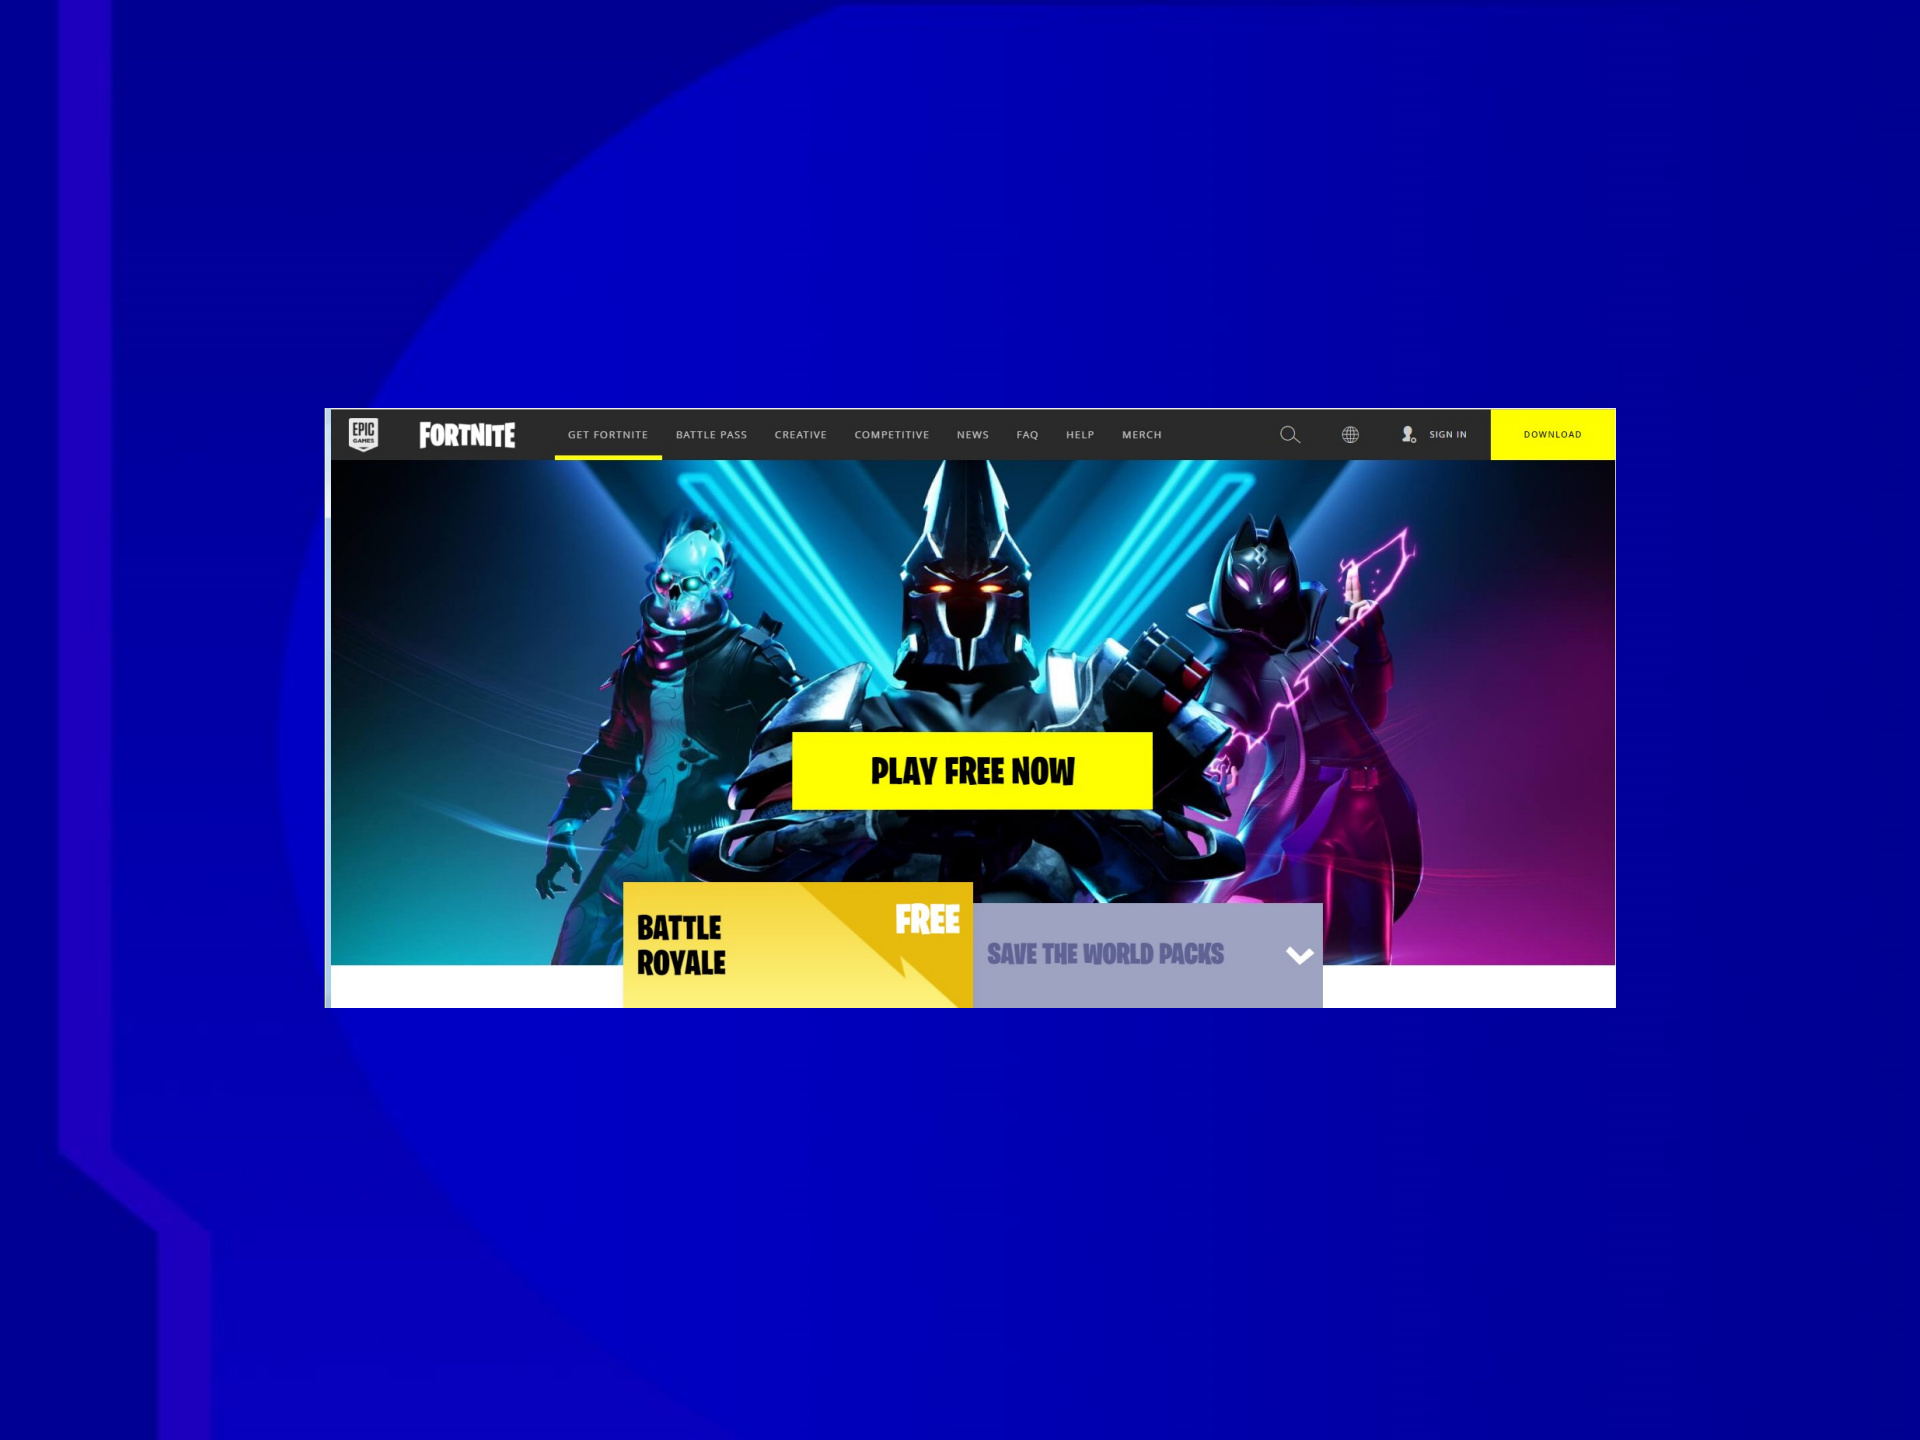 EPIC
GAMES
FORTNITE
GET FORTNITE
BATTLE PASS
CREATIVE
COMPETITIVE
NEWS
FAQ
HELP
MERCH
SIGN IN
DOWNLOAD
PLAY FREE NOW
BATTLE
ROYALE
FREE
SAVE THE WORLD PACKS